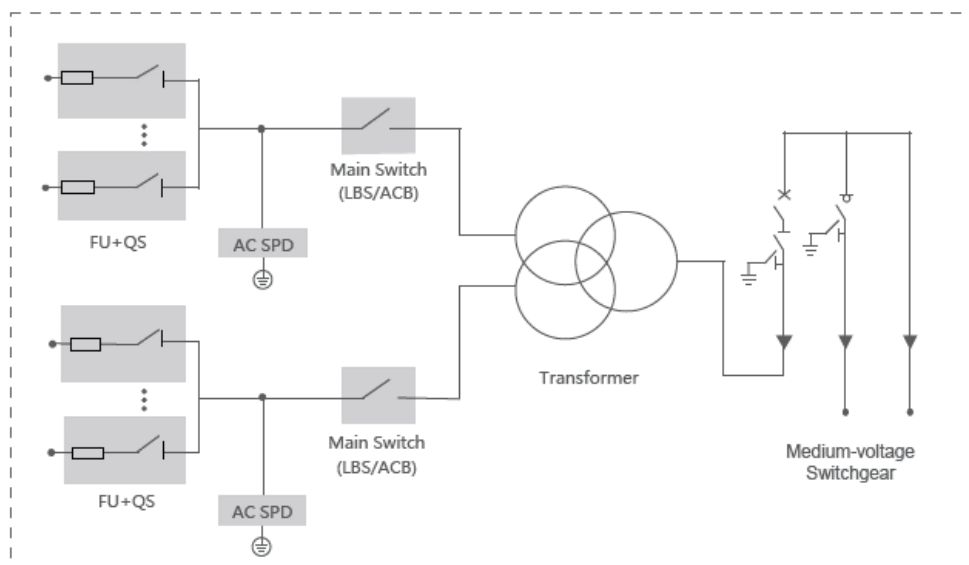 Main Switch
(LBS/ACB)
FU+QS
AC SPD
Transformer
Main Switch
(LBS/ACB)
Medium-voltage
Switchgear
FU+QS
AC SPD